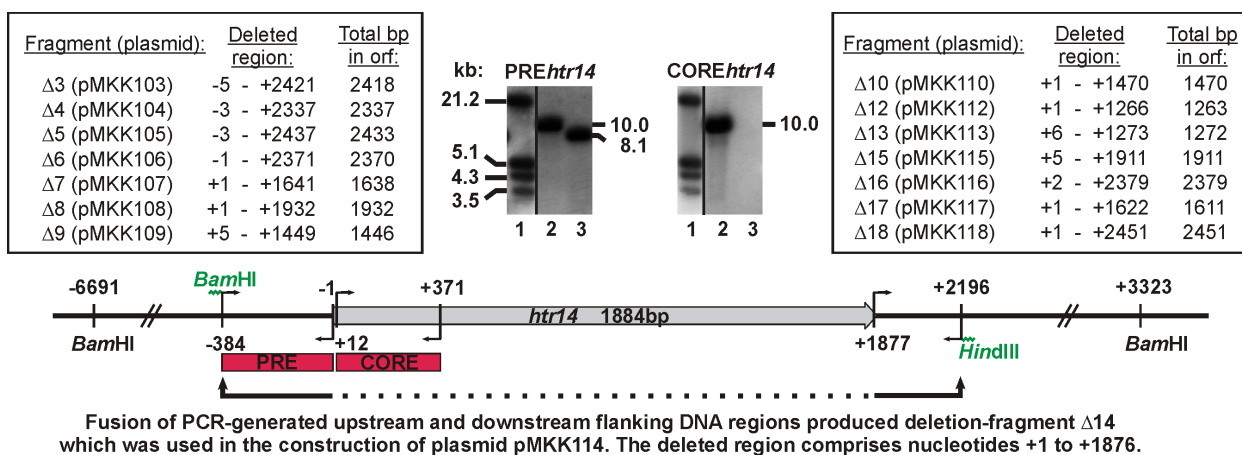 Fragment (plasmid): Deleted region: Total bp in orf:
Δ3 (pMKK103) -5 - +2421 2418
Δ4 (pMKK104) -3 - +2337 2337
Δ5 (pMKK105) -3 - +2437 2433
Δ6 (pMKK106) -1 - +2371 2370
Δ7 (pMKK107) +1 - +1641 1638
Δ8 (pMKK108) +1 - +1932 1932
Δ9 (pMKK109) +5 - +1449 1446
kb: PREhtr14 COREhtr14
21.2
5.1
4.3
3.5
10.0
8.1
10.0
1 2 3
1 2 3
Fragment (plasmid): Deleted region: Total bp in orf:
Δ10 (pMKK110) +1 - +1470 1470
Δ12 (pMKK112) +1 - +1266 1263
Δ13 (pMKK113) +6 - +1273 1272
Δ15 (pMKK115) +5 - +1911 1911
Δ16 (pMKK116) +2 - +2379 2379
Δ17 (pMKK117) +1 - +1622 1611
Δ18 (pMKK118) +1 - +2451 2451
BamHI
-6691 -1 +371 +2196 +3323
htr14 1884bp
BamHI -384 +12 +1877 HindIII BamHI
PRE CORE
Fusion of PCR-generated upstream and downstream flanking DNA regions produced deletion-fragment Δ14
which was used in the construction of plasmid pMKK114. The deleted region comprises nucleotides +1 to +1876.